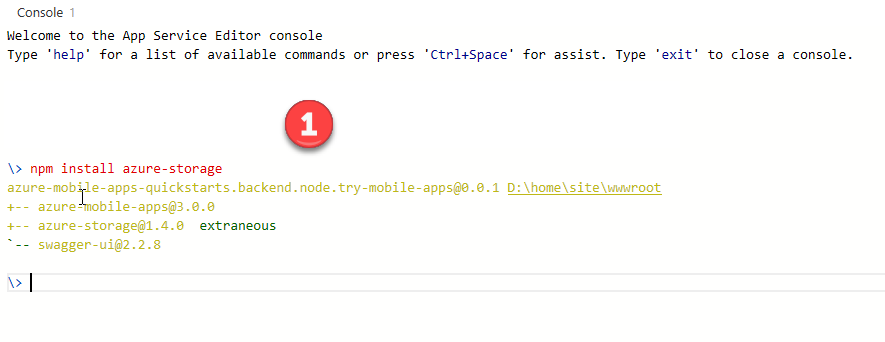 Console 1
Welcome to the App Service Editor console
Type 'help' for a list of available commands or press 'Ctrl+Space' for assist. Type 'exit' to close a console.
1
\> npm install azure-storage
azure-mobile-apps-quickstarts.backend.node.try-mobile-apps@0.0.1 D:\home\site\wwwroot
+-- azure-mobile-apps@3.0.0
+-- azure-storage@1.4.0  extraneous
`-- swagger-ui@2.2.8
\>